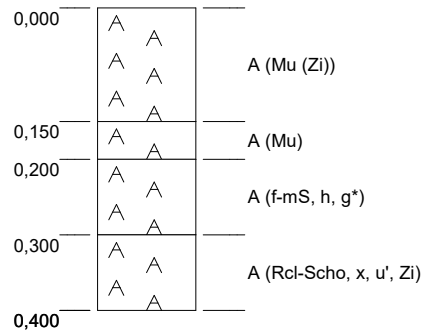 0,000
A (Mu (Zi))
0,150
A (Mu)
0,200
A (f-mS, h, g*)
0,300
A (Rcl-Scho, x, u', Zi)
0,400
A A A A A A
A A
A A A A
A A A A